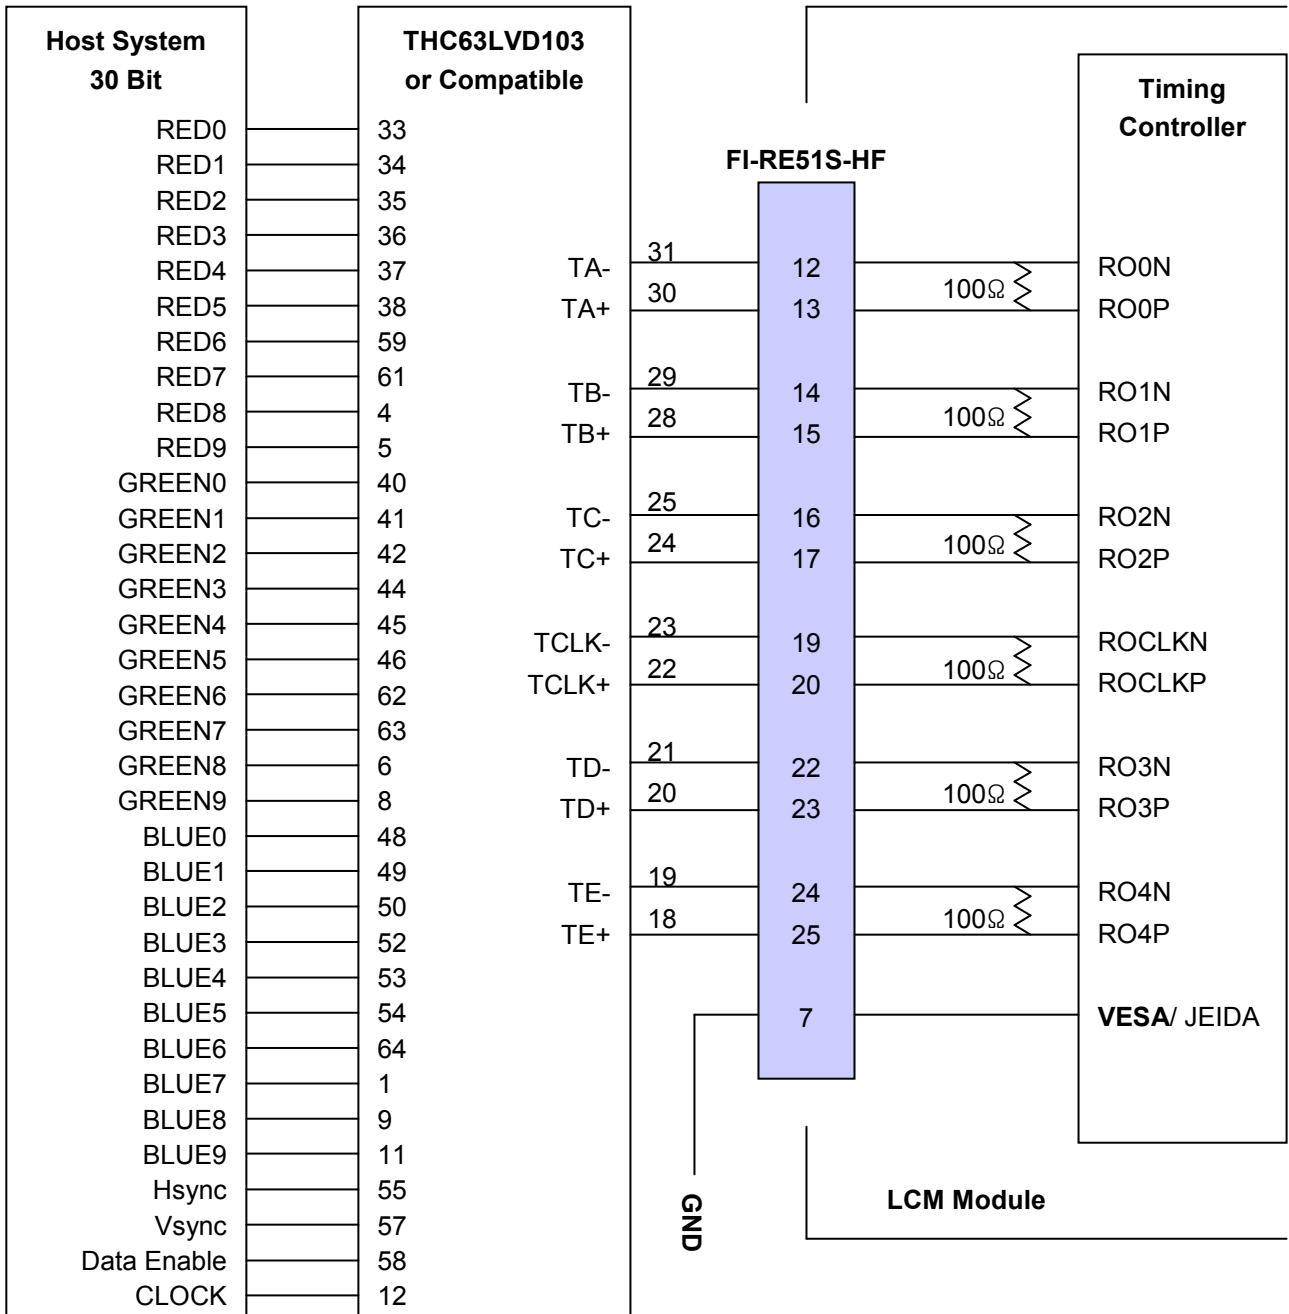 Host System
30 Bit
THC63LVD103
or Compatible
Timing
Controller
FI-RE51S-HF
RED0 33
RED1 34
RED2 35
RED3 36
RED4 37
RED5 38
RED6 59
RED7 61
RED8 4
RED9 5
GREEN0 40
GREEN1 41
GREEN2 42
GREEN3 44
GREEN4 45
GREEN5 46
GREEN6 62
GREEN7 63
GREEN8 6
GREEN9 8
BLUE0 48
BLUE1 49
BLUE2 50
BLUE3 52
BLUE4 53
BLUE5 54
BLUE6 64
BLUE7 1
BLUE8 9
BLUE9 11
Hsync 55
Vsync 57
Data Enable 58
CLOCK 12
TA- 31 12 RO0N
100Ω
TA+ 30 13 RO0P
TB- 29 14 RO1N
100Ω
TB+ 28 15 RO1P
TC- 25 16 RO2N
100Ω
TC+ 24 17 RO2P
TCLK- 23 19 ROCLKN
100Ω
TCLK+ 22 20 ROCLKP
TD- 21 22 RO3N
100Ω
TD+ 20 23 RO3P
TE- 19 24 RO4N
100Ω
TE+ 18 25 RO4P
7 VESA/ JEIDA
GND
LCM Module